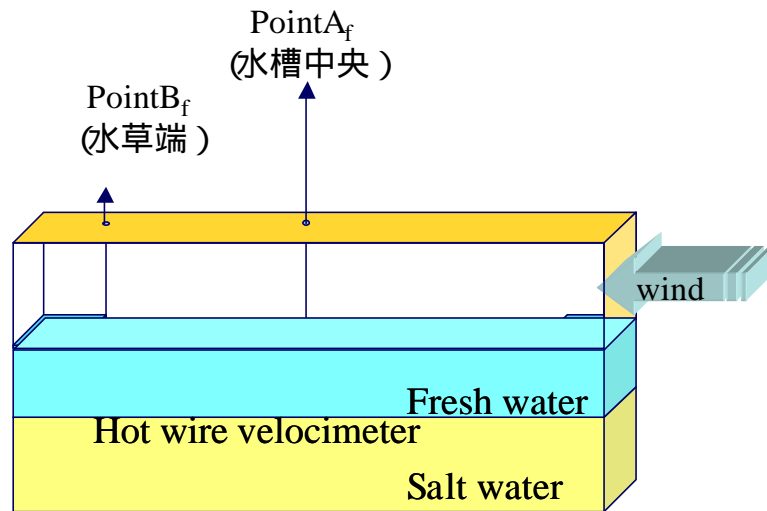 PointA_f
(水槽中央)
PointB_f
(水草端)
wind
Fresh water
Hot wire velocimeter
Salt water